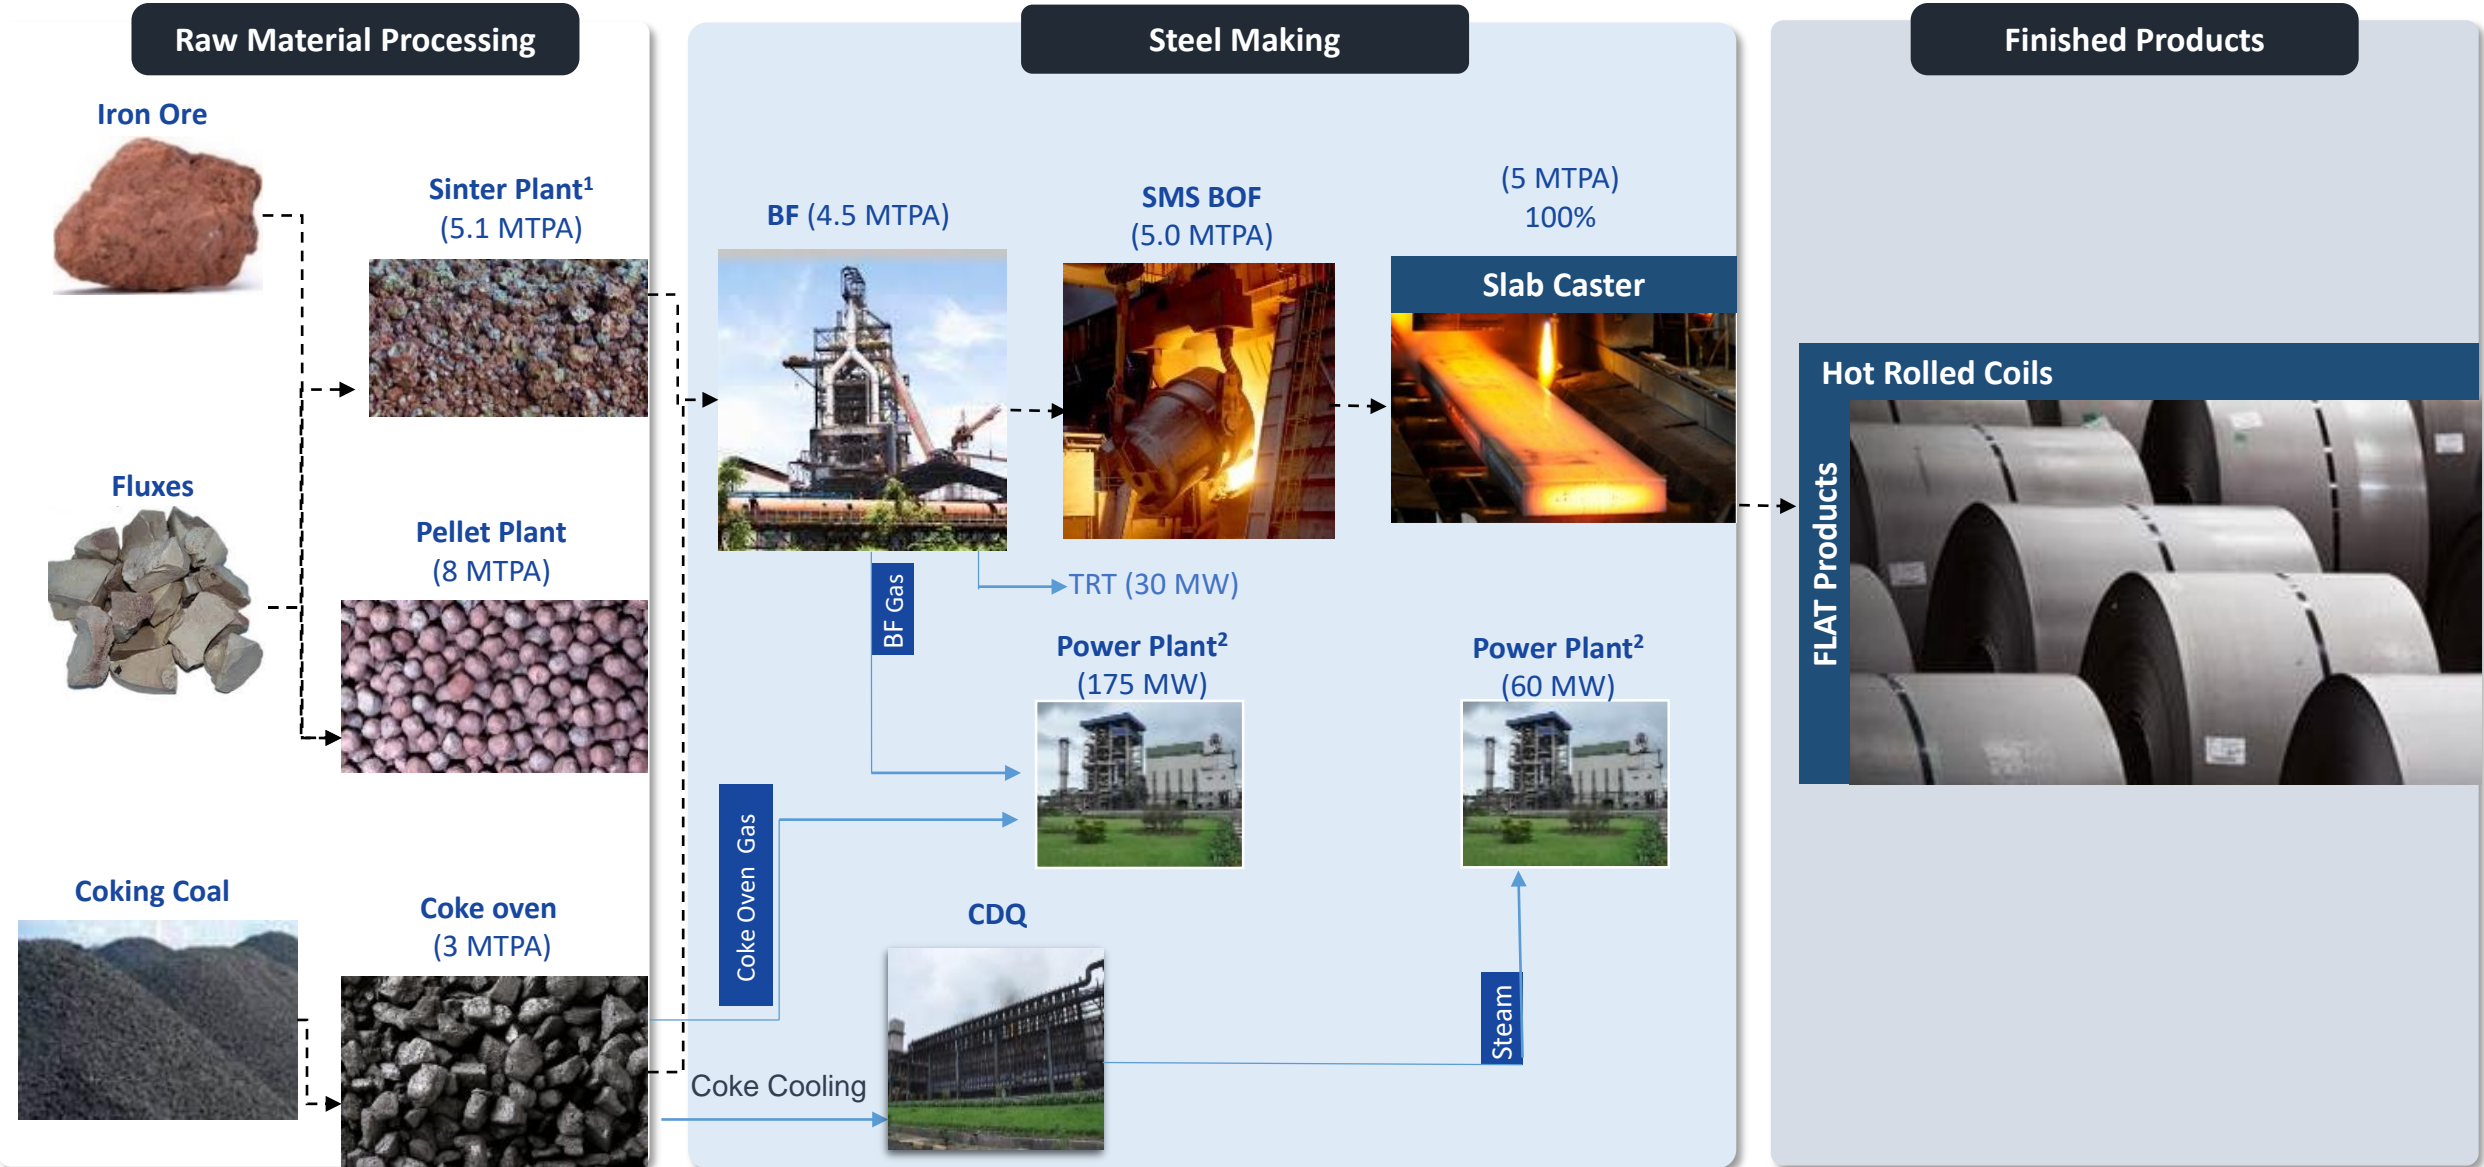 Raw Material Processing
Iron Ore
Sinter Plant¹
(5.1 MTPA)
Fluxes
Pellet Plant
(8 MTPA)
Coking Coal
Coke oven
(3 MTPA)
Steel Making
BF (4.5 MTPA)
SMS BOF
(5.0 MTPA)
(5 MTPA)
100%
Slab Caster
BF Gas
TRT (30 MW)
Power Plant²
(175 MW)
Power Plant²
(60 MW)
Coke Oven Gas
CDQ
Steam
Coke Cooling
Finished Products
Hot Rolled Coils
FLAT Products